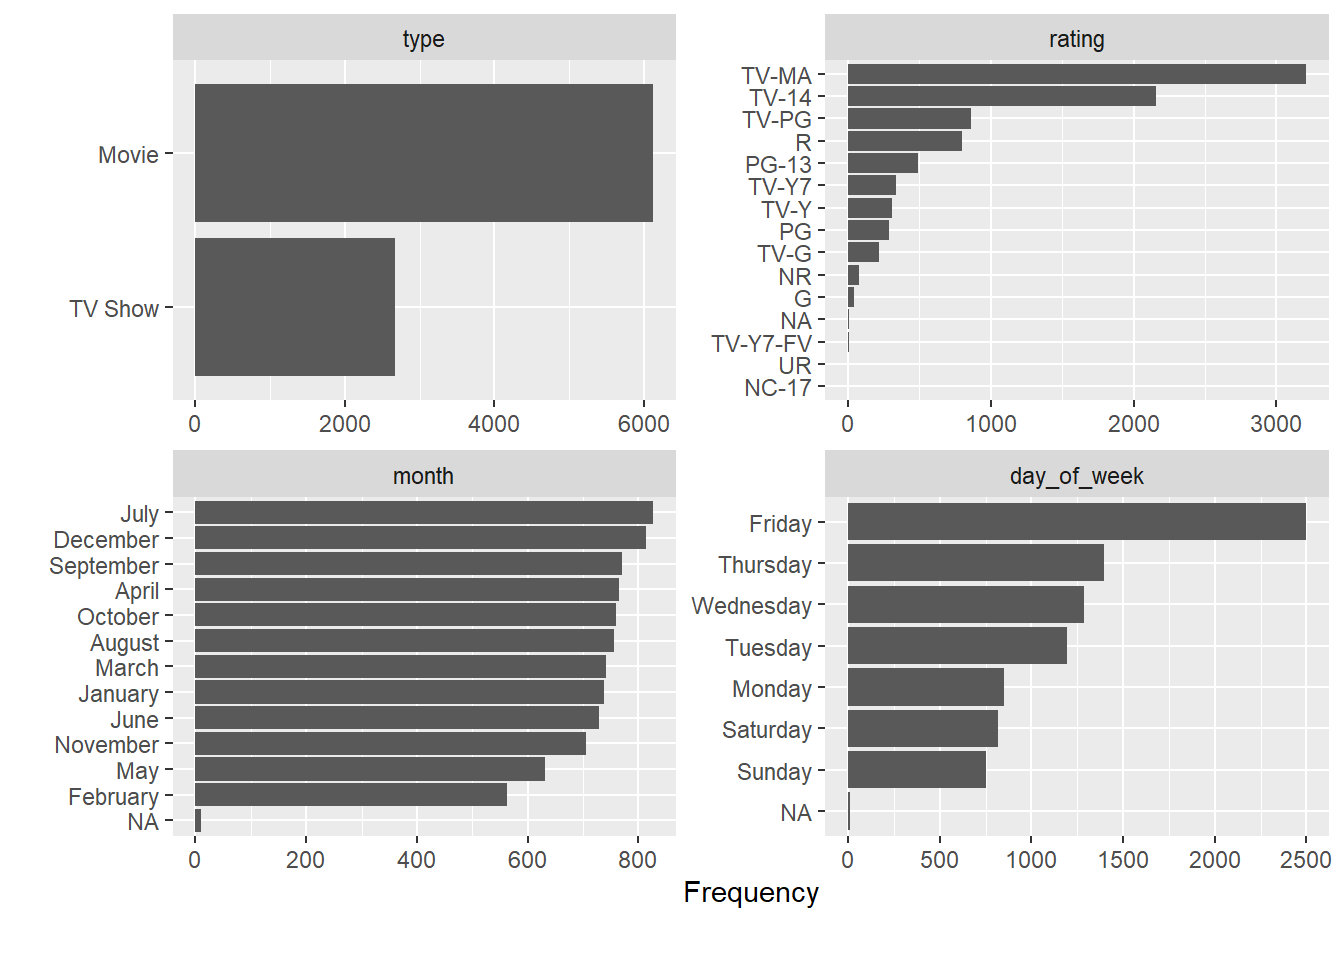 type
Movie
TV Show
0 2000 4000 6000
rating
TV-MA
TV-14
TV-PG
R
PG-13
TV-Y7
TV-Y
PG
TV-G
NR
G
NA
TV-Y7-FV
UR
NC-17
0 1000 2000 3000
month
July
December
September
April
October
August
March
January
June
November
May
February
NA
0 200 400 600 800
day_of_week
Friday
Thursday
Wednesday
Tuesday
Monday
Saturday
Sunday
NA
0 500 1000 1500 2000 2500
Frequency